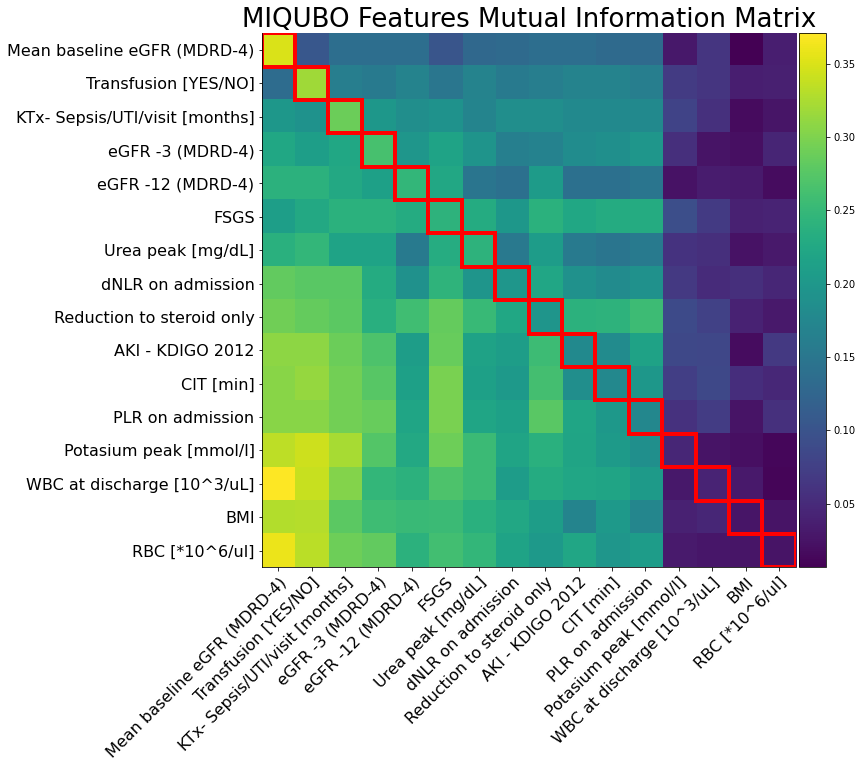 MIQUBO Features Mutual Information Matrix
Mean baseline eGFR (MDRD-4)
Transfusion [YES/NO]
KTx- Sepsis/UTI/visit [months]
eGFR -3 (MDRD-4)
eGFR -12 (MDRD-4)
FSGS
Urea peak [mg/dL]
dNLR on admission
Reduction to steroid only
AKI - KDIGO 2012
CIT [min]
PLR on admission
Potasium peak [mmol/l]
WBC at discharge [10^3/uL]
BMI
RBC [*10^6/ul]
Mean baseline eGFR (MDRD-4)
Transfusion [YES/NO]
KTx- Sepsis/UTI/visit [months]
eGFR -3 (MDRD-4)
eGFR -12 (MDRD-4)
FSGS
Urea peak [mg/dL]
dNLR on admission
Reduction to steroid only
AKI - KDIGO 2012
CIT [min]
PLR on admission
Potasium peak [mmol/l]
WBC at discharge [10^3/uL]
BMI
RBC [*10^6/ul]
0.35
0.30
0.25
0.20
0.15
0.10
0.05